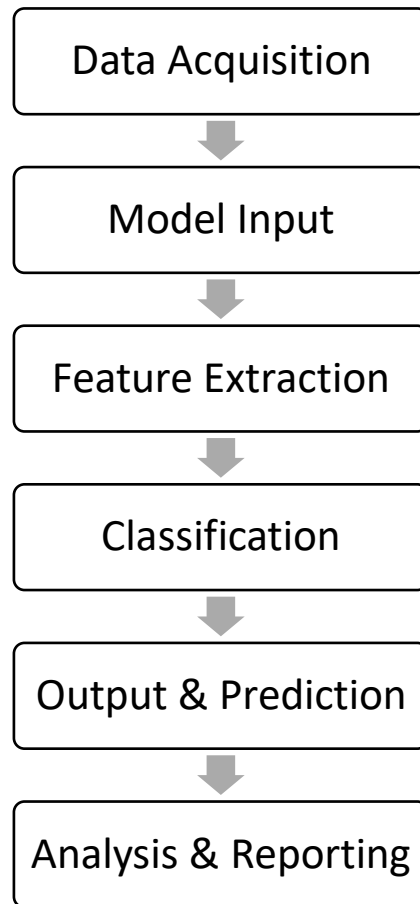 Data Acquisition
Model Input
Feature Extraction
Classification
Output & Prediction
Analysis & Reporting